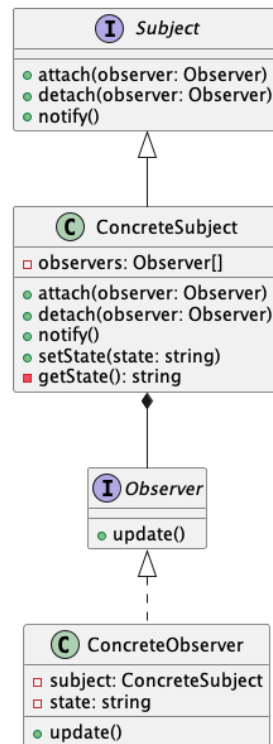 I Subject
attach(observer: Observer)
detach(observer: Observer)
notify()
C ConcreteSubject
observers: Observer[]
attach(observer: Observer)
detach(observer: Observer)
notify()
setState(state: string)
getState(): string
I Observer
update()
C ConcreteObserver
subject: ConcreteSubject
state: string
update()